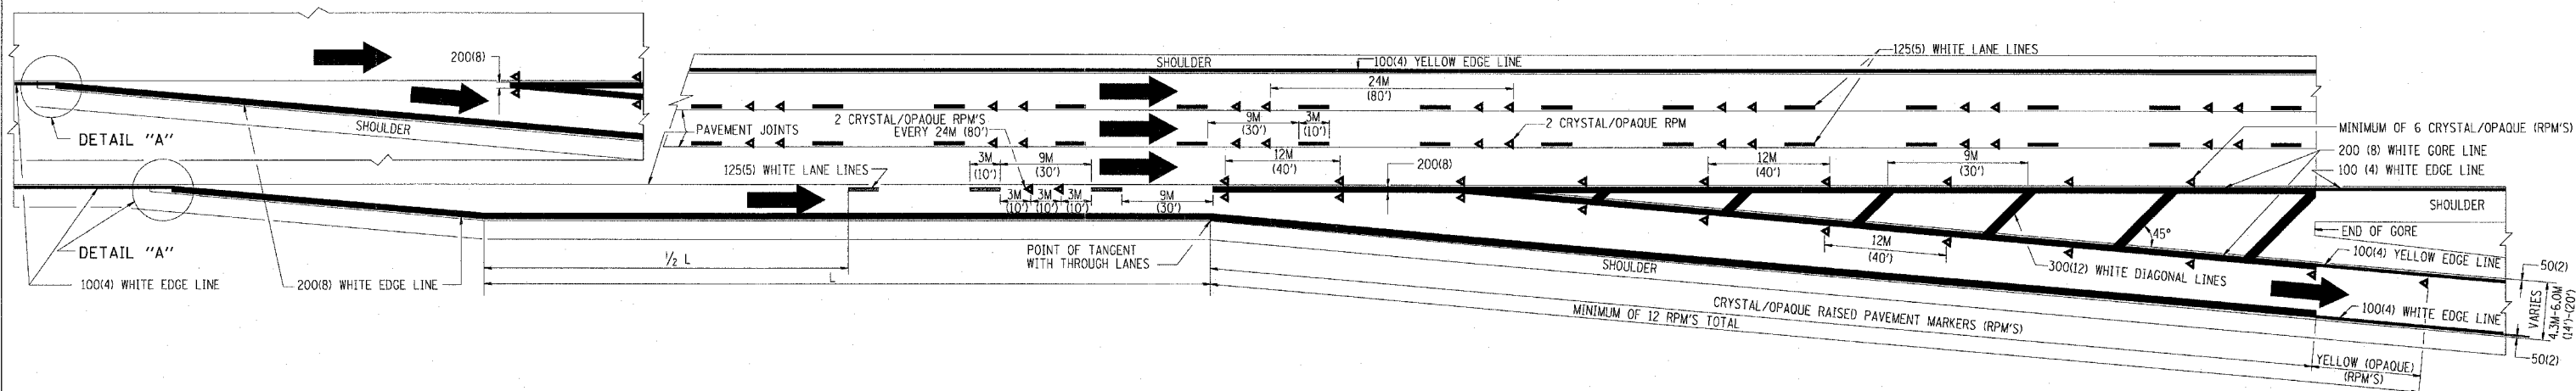 200(8)
DETAIL "A"
SHOULDER
SHOULDER
100(4) YELLOW EDGE LINE
125(5) WHITE LANE LINES
24M
(80')
2 CRYSTAL/OPAQUE RPM'S
EVERY 24M (80')
PAVEMENT JOINTS
9M
(30')
3M
(10')
2 CRYSTAL/OPAQUE RPM
MINIMUM OF 6 CRYSTAL/OPAQUE (RPM'S)
200 (8) WHITE GORE LINE
100 (4) WHITE EDGE LINE
125(5) WHITE LANE LINES
3M
(10')
9M
(30')
12M
(40')
200(8)
12M
(40')
9M
(30')
3M
(10')
3M
(10')
3M
(10')
9M
(30')
SHOULDER
END OF GORE
45°
DETAIL "A"
100(4) WHITE EDGE LINE
200(8) WHITE EDGE LINE
1/2 L
L
POINT OF TANGENT
WITH THROUGH LANES
SHOULDER
12M
(40')
300(12) WHITE DIAGONAL LINES
100(4) YELLOW EDGE LINE
50(2)
VARIES
4.3M-6.0M
(14')-(20')
100(4) WHITE EDGE LINE
50(2)
CRYSTAL/OPAQUE RAISED PAVEMENT MARKERS (RPM'S)
MINIMUM OF 12 RPM'S TOTAL
YELLOW (OPAQUE)
(RPM'S)